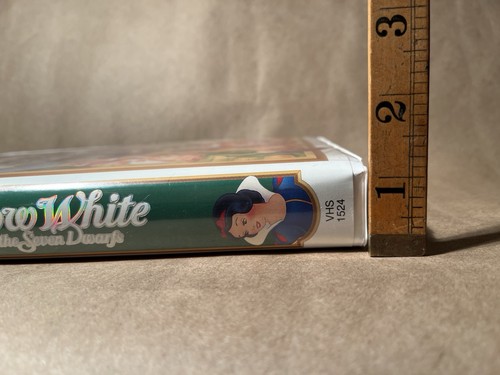 ow White
the Seven Dwarfs
VHS
1524
3
2
1